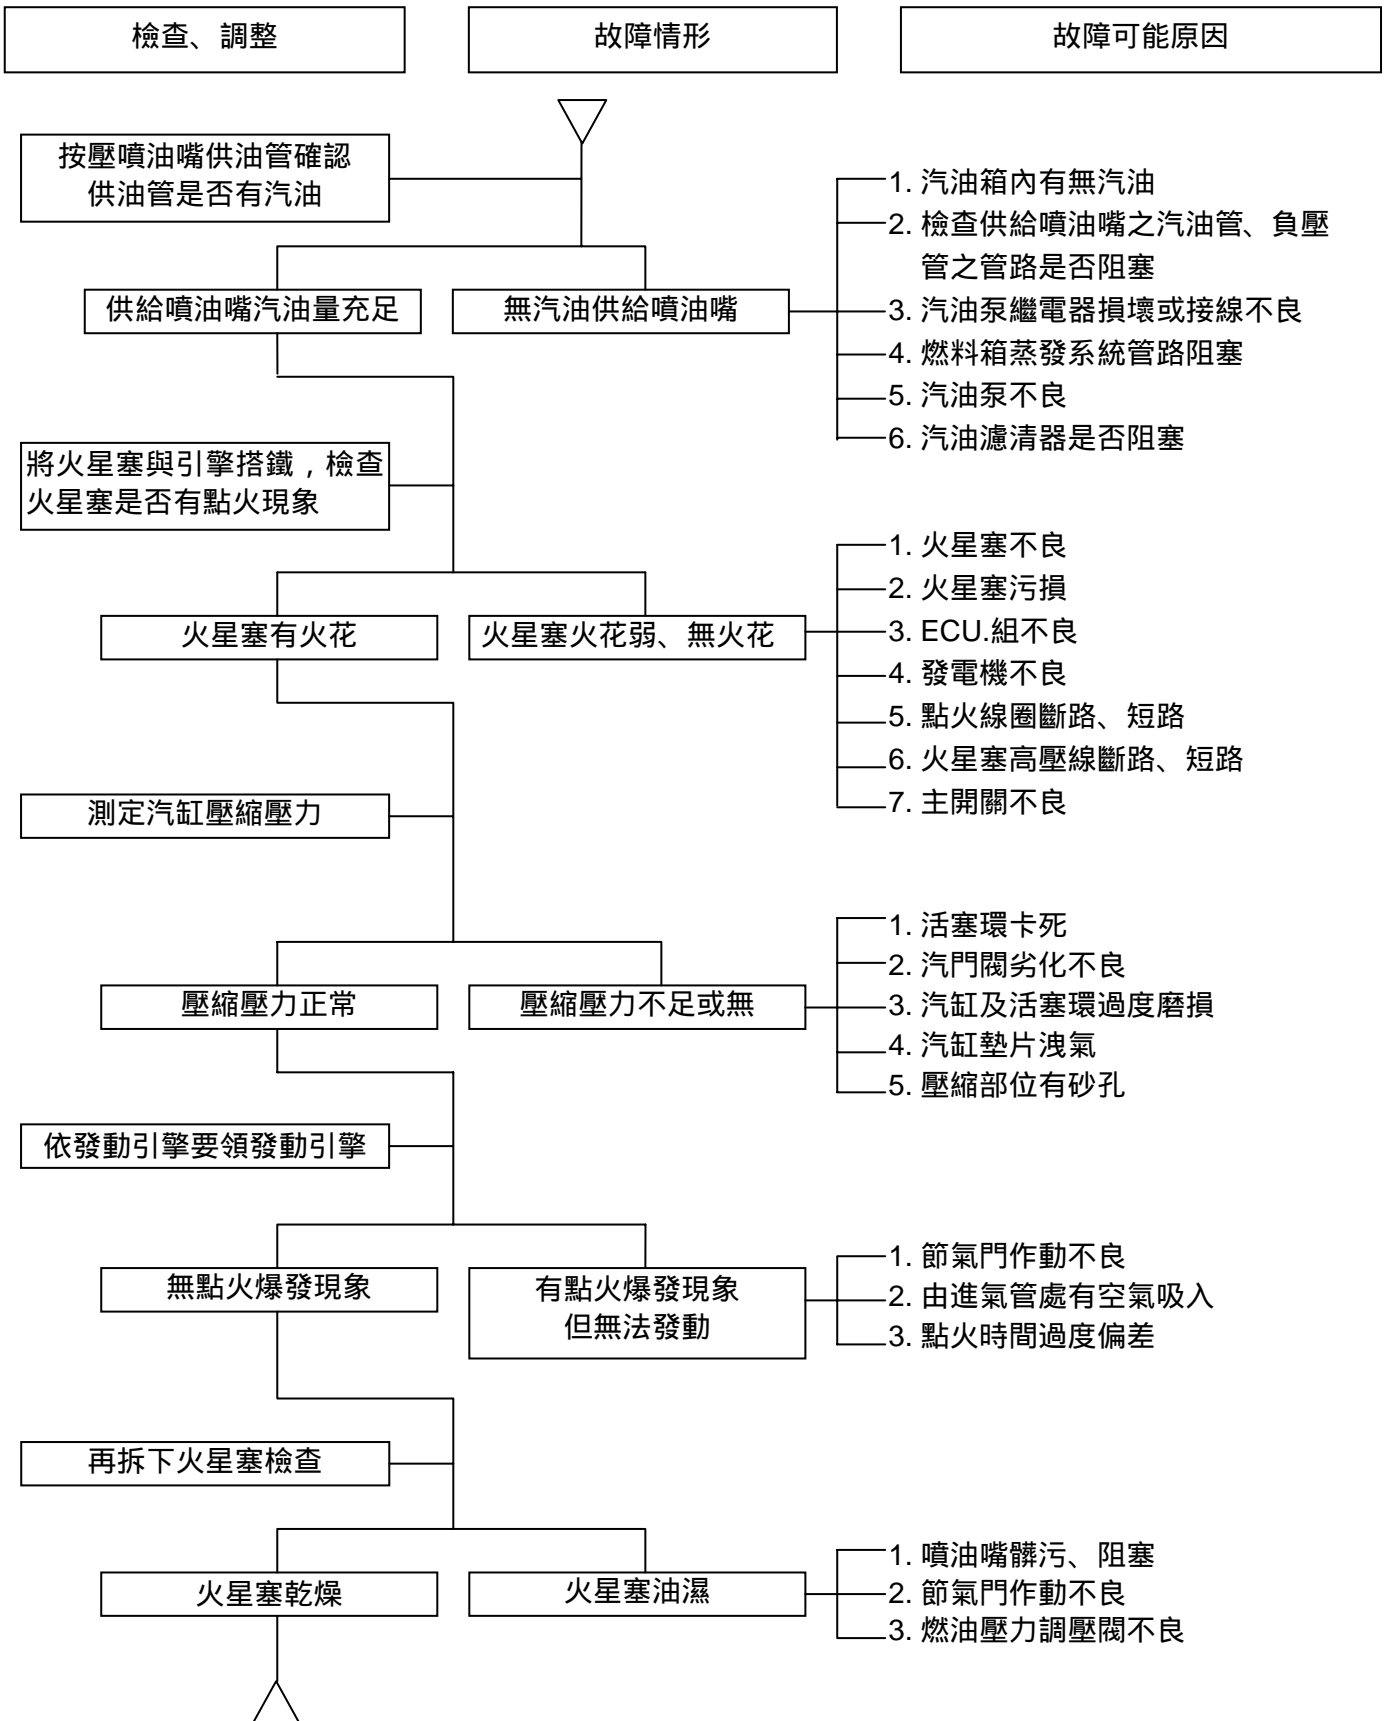 檢查、調整
故障情形
故障可能原因
按壓噴油嘴供油管確認
供油管是否有汽油
供給噴油嘴汽油量充足
無汽油供給噴油嘴
1. 汽油箱內有無汽油
2. 檢查供給噴油嘴之汽油管、負壓
管之管路是否阻塞
3. 汽油泵繼電器損壞或接線不良
4. 燃料箱蒸發系統管路阻塞
5. 汽油泵不良
6. 汽油濾清器是否阻塞
將火星塞與引擎搭鐵，檢查
火星塞是否有點火現象
火星塞有火花
火星塞火花弱、無火花
1. 火星塞不良
2. 火星塞污損
3. ECU.組不良
4. 發電機不良
5. 點火線圈斷路、短路
6. 火星塞高壓線斷路、短路
7. 主開關不良
測定汽缸壓縮壓力
壓縮壓力正常
壓縮壓力不足或無
1. 活塞環卡死
2. 汽門閥劣化不良
3. 汽缸及活塞環過度磨損
4. 汽缸墊片洩氣
5. 壓縮部位有砂孔
依發動引擎要領發動引擎
無點火爆發現象
有點火爆發現象
但無法發動
1. 節氣門作動不良
2. 由進氣管處有空氣吸入
3. 點火時間過度偏差
再拆下火星塞檢查
火星塞乾燥
火星塞油濕
1. 噴油嘴髒污、阻塞
2. 節氣門作動不良
3. 燃油壓力調壓閥不良